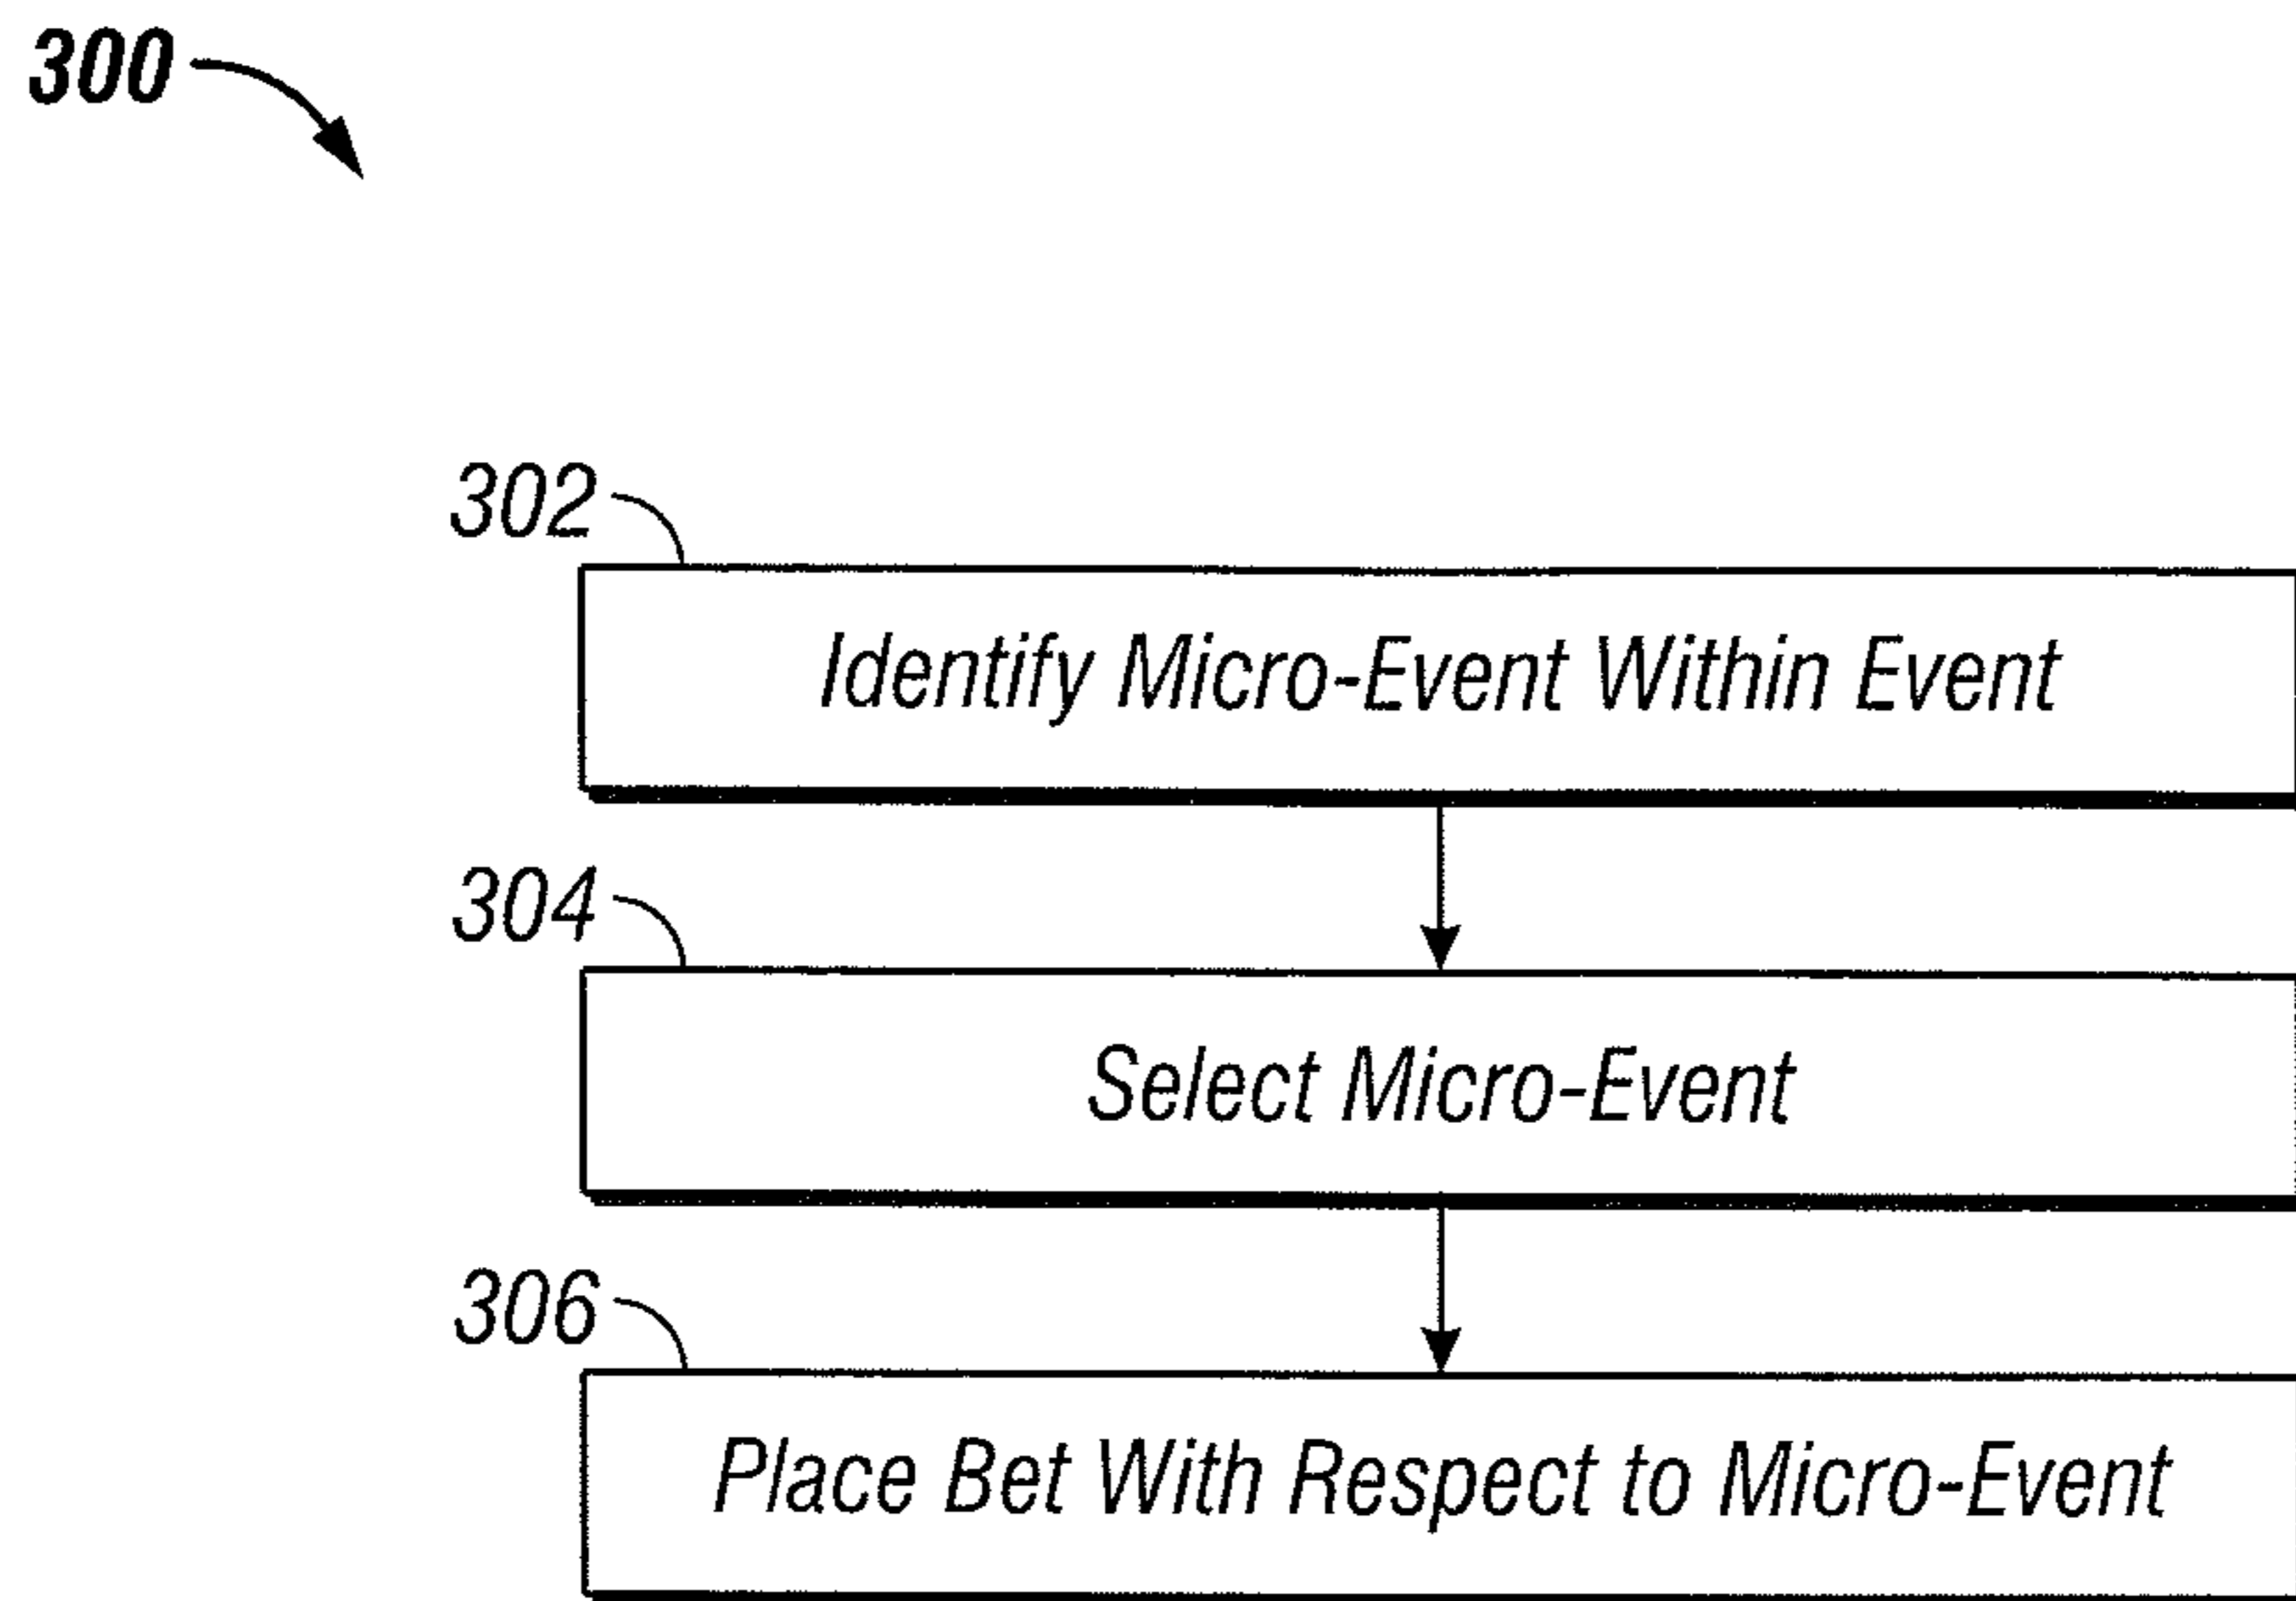 300
302
Identify Micro-Event Within Event
304
Select Micro-Event
306
Place Bet With Respect to Micro-Event